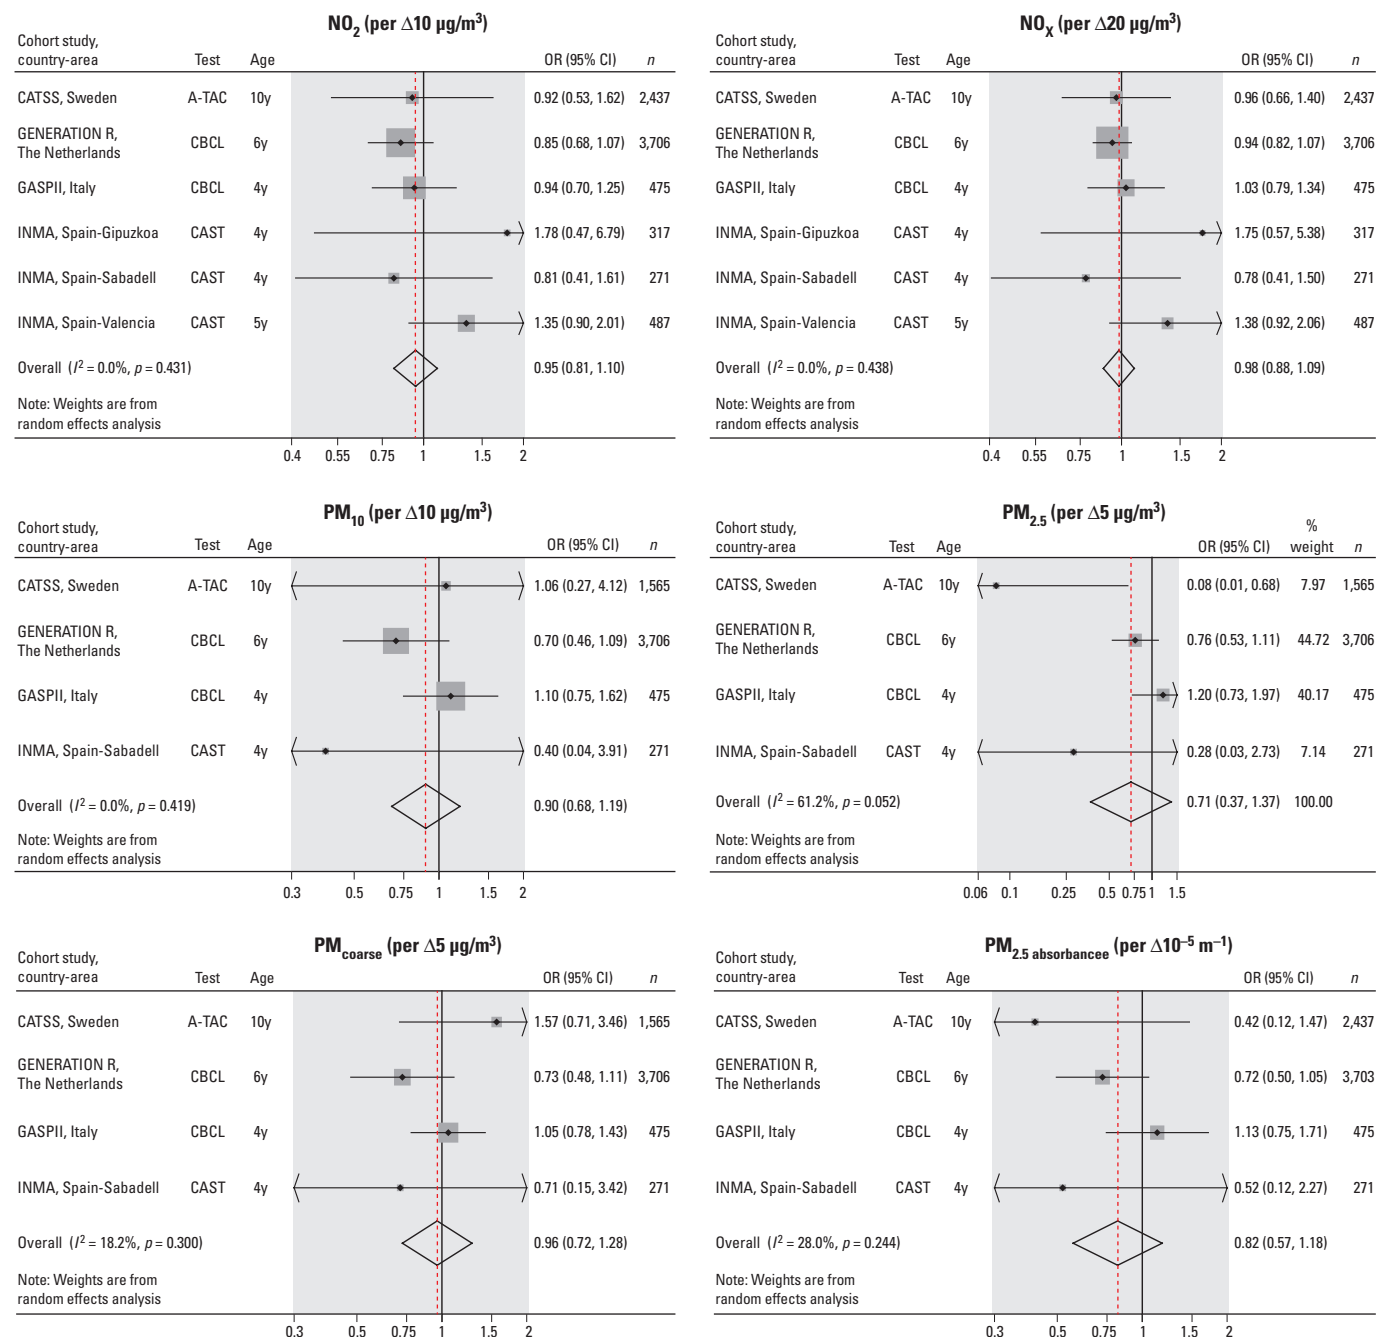 NO2 (per Δ10 µg/m³)
Cohort study,
country-area Test Age OR (95% CI) n
CATSS, Sweden A-TAC 10y 0.92 (0.53, 1.62) 2,437
GENERATION R,
The Netherlands CBCL 6y 0.85 (0.68, 1.07) 3,706
GASPII, Italy CBCL 4y 0.94 (0.70, 1.25) 475
INMA, Spain-Gipuzkoa CAST 4y 1.78 (0.47, 6.79) 317
INMA, Spain-Sabadell CAST 4y 0.81 (0.41, 1.61) 271
INMA, Spain-Valencia CAST 5y 1.35 (0.90, 2.01) 487
Overall (I² = 0.0%, p = 0.431) 0.95 (0.81, 1.10)
Note: Weights are from
random effects analysis
0.4 0.55 0.75 1 1.5 2
NOX (per Δ20 µg/m³)
Cohort study,
country-area Test Age OR (95% CI) n
CATSS, Sweden A-TAC 10y 0.96 (0.66, 1.40) 2,437
GENERATION R,
The Netherlands CBCL 6y 0.94 (0.82, 1.07) 3,706
GASPII, Italy CBCL 4y 1.03 (0.79, 1.34) 475
INMA, Spain-Gipuzkoa CAST 4y 1.75 (0.57, 5.38) 317
INMA, Spain-Sabadell CAST 4y 0.78 (0.41, 1.50) 271
INMA, Spain-Valencia CAST 5y 1.38 (0.92, 2.06) 487
Overall (I² = 0.0%, p = 0.438) 0.98 (0.88, 1.09)
Note: Weights are from
random effects analysis
0.4 0.55 0.75 1 1.5 2
PM10 (per Δ10 µg/m³)
Cohort study,
country-area Test Age OR (95% CI) n
CATSS, Sweden A-TAC 10y 1.06 (0.27, 4.12) 1,565
GENERATION R,
The Netherlands CBCL 6y 0.70 (0.46, 1.09) 3,706
GASPII, Italy CBCL 4y 1.10 (0.75, 1.62) 475
INMA, Spain-Sabadell CAST 4y 0.40 (0.04, 3.91) 271
Overall (I² = 0.0%, p = 0.419) 0.90 (0.68, 1.19)
Note: Weights are from
random effects analysis
0.3 0.5 0.75 1 1.5 2
PM2.5 (per Δ5 µg/m³)
Cohort study, %
country-area Test Age OR (95% CI) weight n
CATSS, Sweden A-TAC 10y 0.08 (0.01, 0.68) 7.97 1,565
GENERATION R,
The Netherlands CBCL 6y 0.76 (0.53, 1.11) 44.72 3,706
GASPII, Italy CBCL 4y 1.20 (0.73, 1.97) 40.17 475
INMA, Spain-Sabadell CAST 4y 0.28 (0.03, 2.73) 7.14 271
Overall (I² = 61.2%, p = 0.052) 0.71 (0.37, 1.37) 100.00
Note: Weights are from
random effects analysis
0.06 0.1 0.25 0.5 0.75 1 1.5
PMcoarse (per Δ5 µg/m³)
Cohort study,
country-area Test Age OR (95% CI) n
CATSS, Sweden A-TAC 10y 1.57 (0.71, 3.46) 1,565
GENERATION R,
The Netherlands CBCL 6y 0.73 (0.48, 1.11) 3,706
GASPII, Italy CBCL 4y 1.05 (0.78, 1.43) 475
INMA, Spain-Sabadell CAST 4y 0.71 (0.15, 3.42) 271
Overall (I² = 18.2%, p = 0.300) 0.96 (0.72, 1.28)
Note: Weights are from
random effects analysis
0.3 0.5 0.75 1 1.5 2
PM2.5 absorbancee (per Δ10⁻⁵ m⁻¹)
Cohort study,
country-area Test Age OR (95% CI) n
CATSS, Sweden A-TAC 10y 0.42 (0.12, 1.47) 2,437
GENERATION R,
The Netherlands CBCL 6y 0.72 (0.50, 1.05) 3,703
GASPII, Italy CBCL 4y 1.13 (0.75, 1.71) 475
INMA, Spain-Sabadell CAST 4y 0.52 (0.12, 2.27) 271
Overall (I² = 28.0%, p = 0.244) 0.82 (0.57, 1.18)
Note: Weights are from
random effects analysis
0.3 0.5 0.75 1 1.5 2